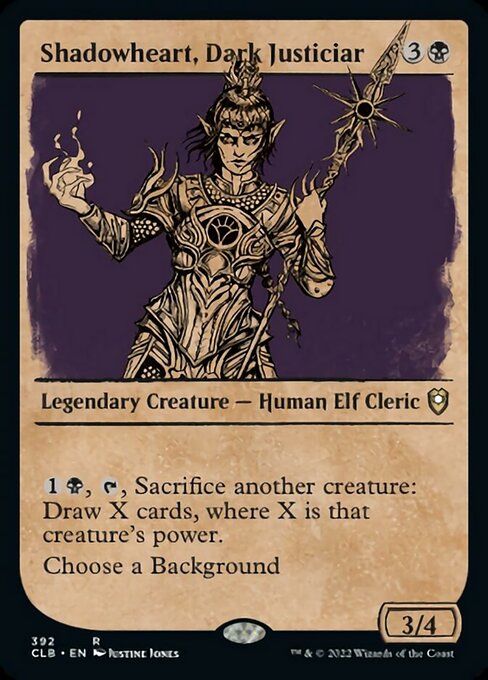 Shadowheart, Dark Justiciar 3
Legendary Creature — Human Elf Cleric
1 , , Sacrifice another creature:
Draw X cards, where X is that
creature's power.
Choose a Background
3/4
392 R
CLB • EN Justine Jones
™ & © 2022 Wizards of the Coast